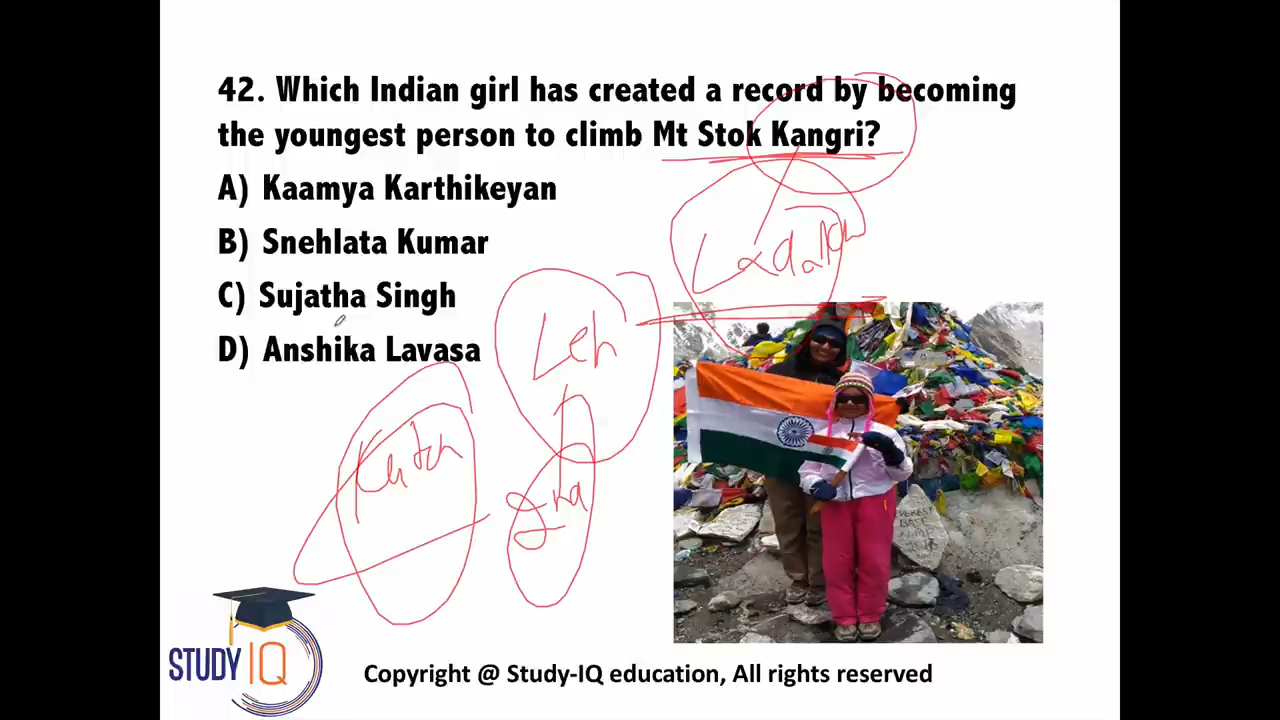 42. Which Indian girl has created a record by becoming
the youngest person to climb Mt Stok Kangri?
A) Kaamya Karthikeyan
B) Snehlata Kumar
C) Sujatha Singh
D) Anshika Lavasa
Ladakh
Leh
STUDY IQ
Copyright @ Study-IQ education, All rights reserved